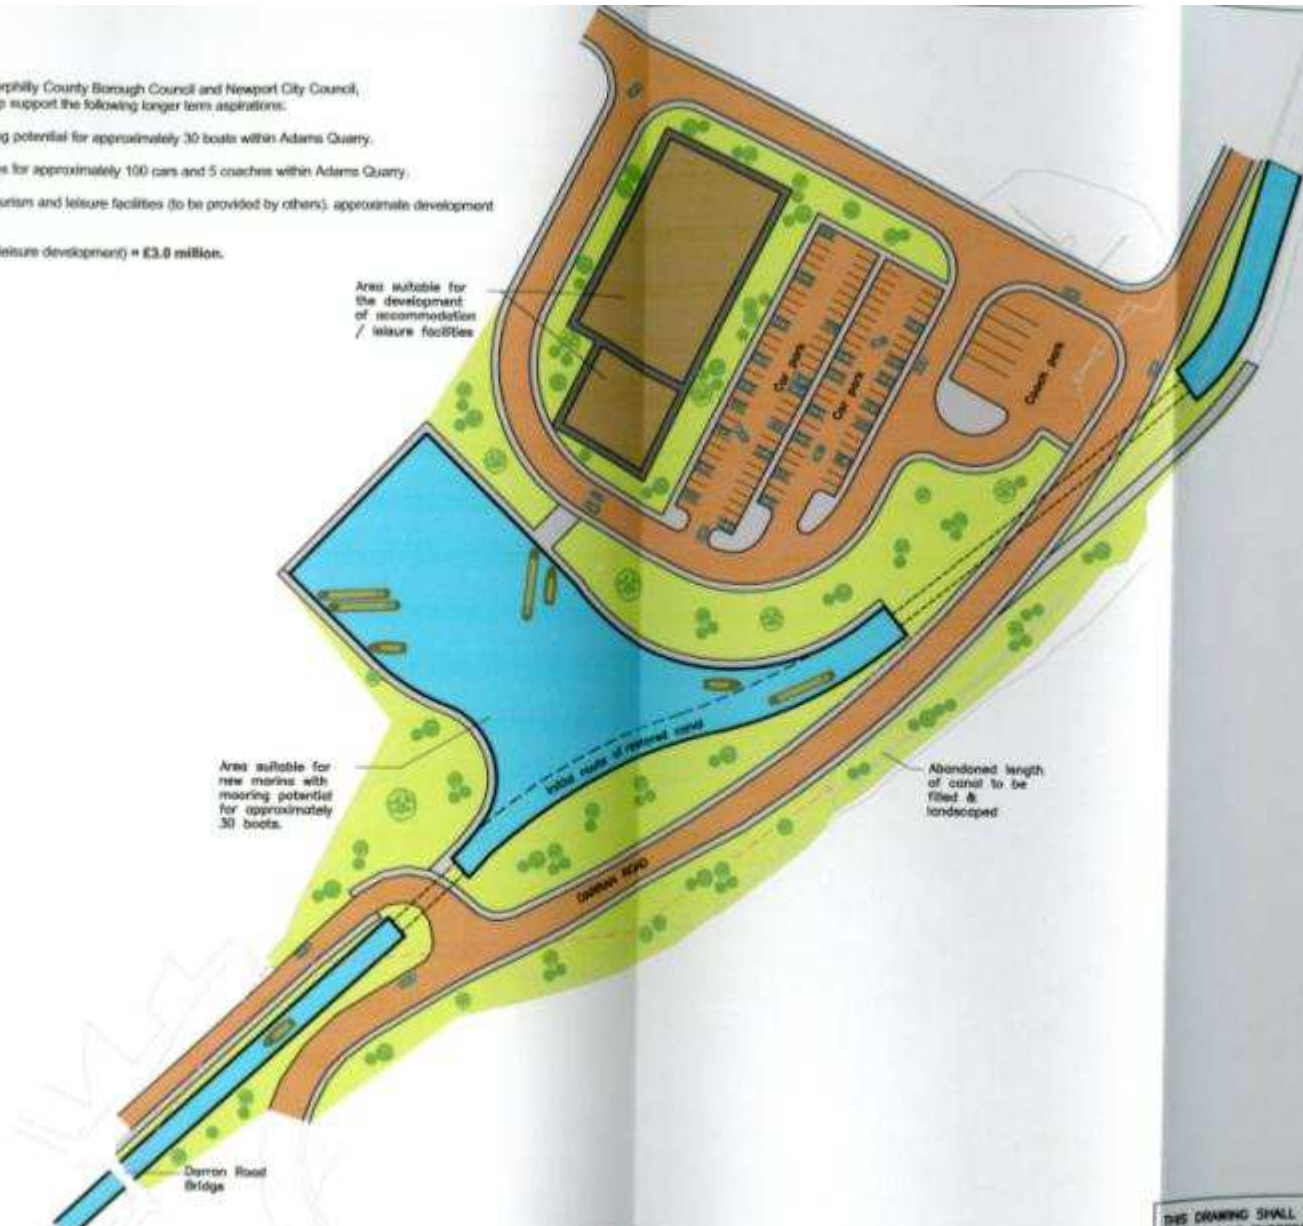 rphilly County Borough Council and Newport City Council,
p support the following longer term aspirations:
g potential for approximately 30 boats within Adams Quarry.
es for approximately 100 cars and 5 coaches within Adams Quarry.
urism and leisure facilities (to be provided by others). approximate development
leisure development) = £3.0 million.
Area suitable for
the development
of accommodation
/ leisure facilities
Car park
Car park
Coach park
Initial route of restored canal
Area suitable for
new marina with
mooring potential
for approximately
30 boats.
Abandoned length
of canal to be
filled &
landscaped
DARRAN ROAD
Darran Road
Bridge
THIS DRAWING SHALL